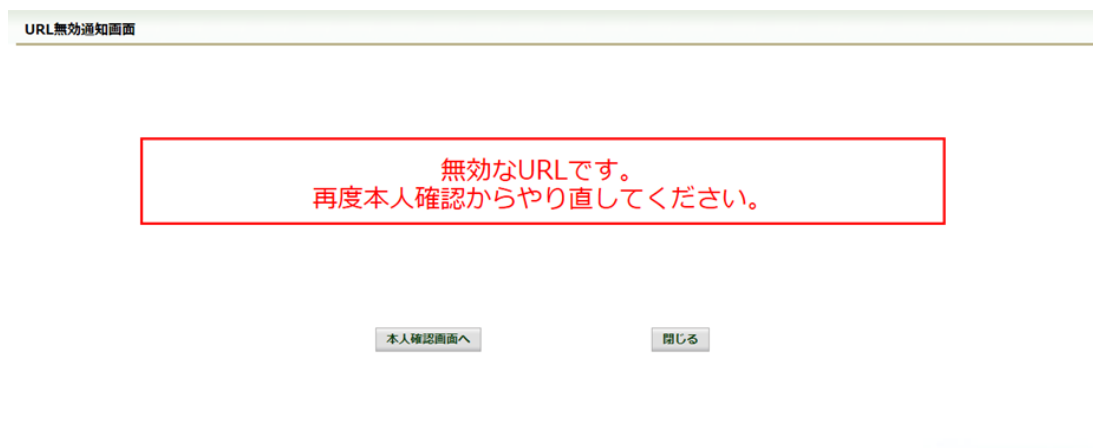 URL無効通知画面
無効なURLです。
再度本人確認からやり直してください。
本人確認画面へ
閉じる